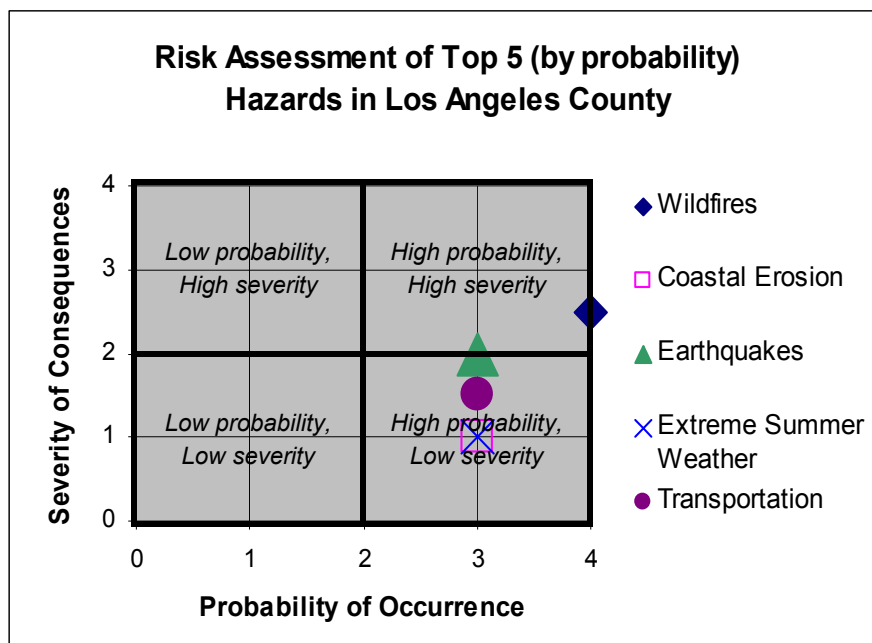 Risk Assessment of Top 5 (by probability)
Hazards in Los Angeles County
Severity of Consequences
4
3
2
1
0
Low probability,
High severity
High probability,
High severity
Low probability,
Low severity
High probability,
Low severity
0 1 2 3 4
Probability of Occurrence
Wildfires
Coastal Erosion
Earthquakes
Extreme Summer
Weather
Transportation